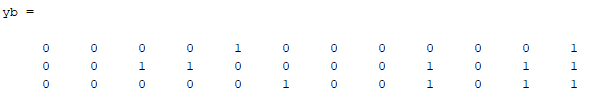 yb =
0 0 0 0 1 0 0 0 0 0 0 1
0 0 1 1 0 0 0 0 1 0 1 1
0 0 0 0 0 1 0 0 1 0 1 1